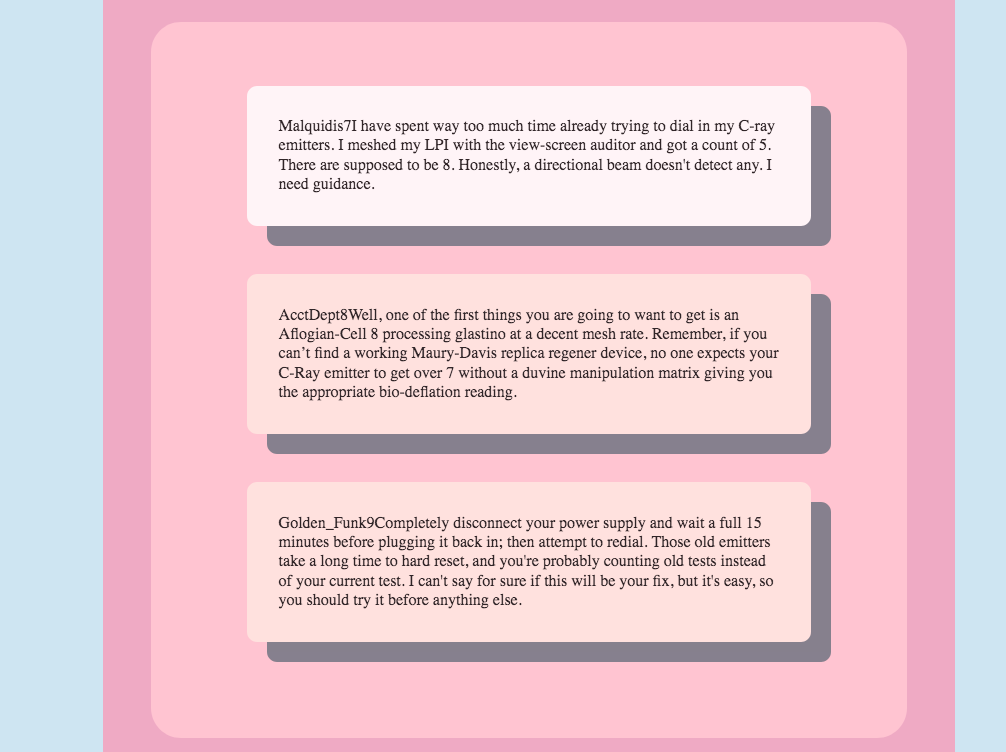 Malquidis7I have spent way too much time already trying to dial in my C-ray
emitters. I meshed my LPI with the view-screen auditor and got a count of 5.
There are supposed to be 8. Honestly, a directional beam doesn't detect any. I
need guidance.
AcctDept8Well, one of the first things you are going to want to get is an
Aflogian-Cell 8 processing glastino at a decent mesh rate. Remember, if you
can’t find a working Maury-Davis replica regener device, no one expects your
C-Ray emitter to get over 7 without a duvine manipulation matrix giving you
the appropriate bio-deflation reading.
Golden_Funk9Completely disconnect your power supply and wait a full 15
minutes before plugging it back in; then attempt to redial. Those old emitters
take a long time to hard reset, and you're probably counting old tests instead
of your current test. I can't say for sure if this will be your fix, but it's easy, so
you should try it before anything else.